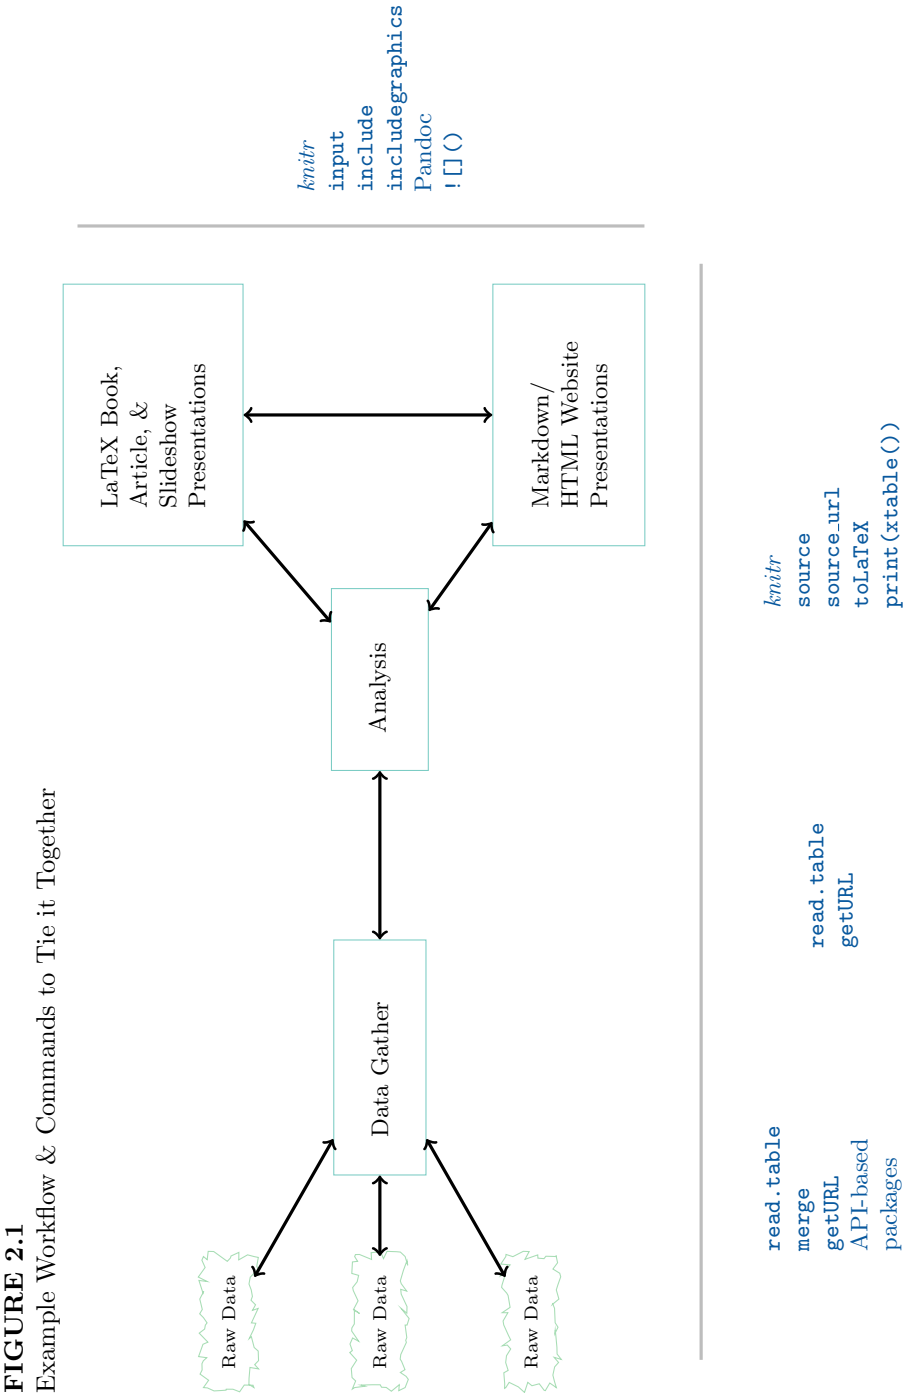 FIGURE 2.1
Example Workflow & Commands to Tie it Together
Raw Data
Raw Data
Raw Data
Data Gather
Analysis
LaTeX Book,
Article, &
Slideshow
Presentations
Markdown/
HTML Website
Presentations
knitr
input
include
includegraphics
Pandoc
![]()
read.table
merge
getURL
API-based
packages
read.table
getURL
knitr
source
source_url
toLaTeX
print(xtable())